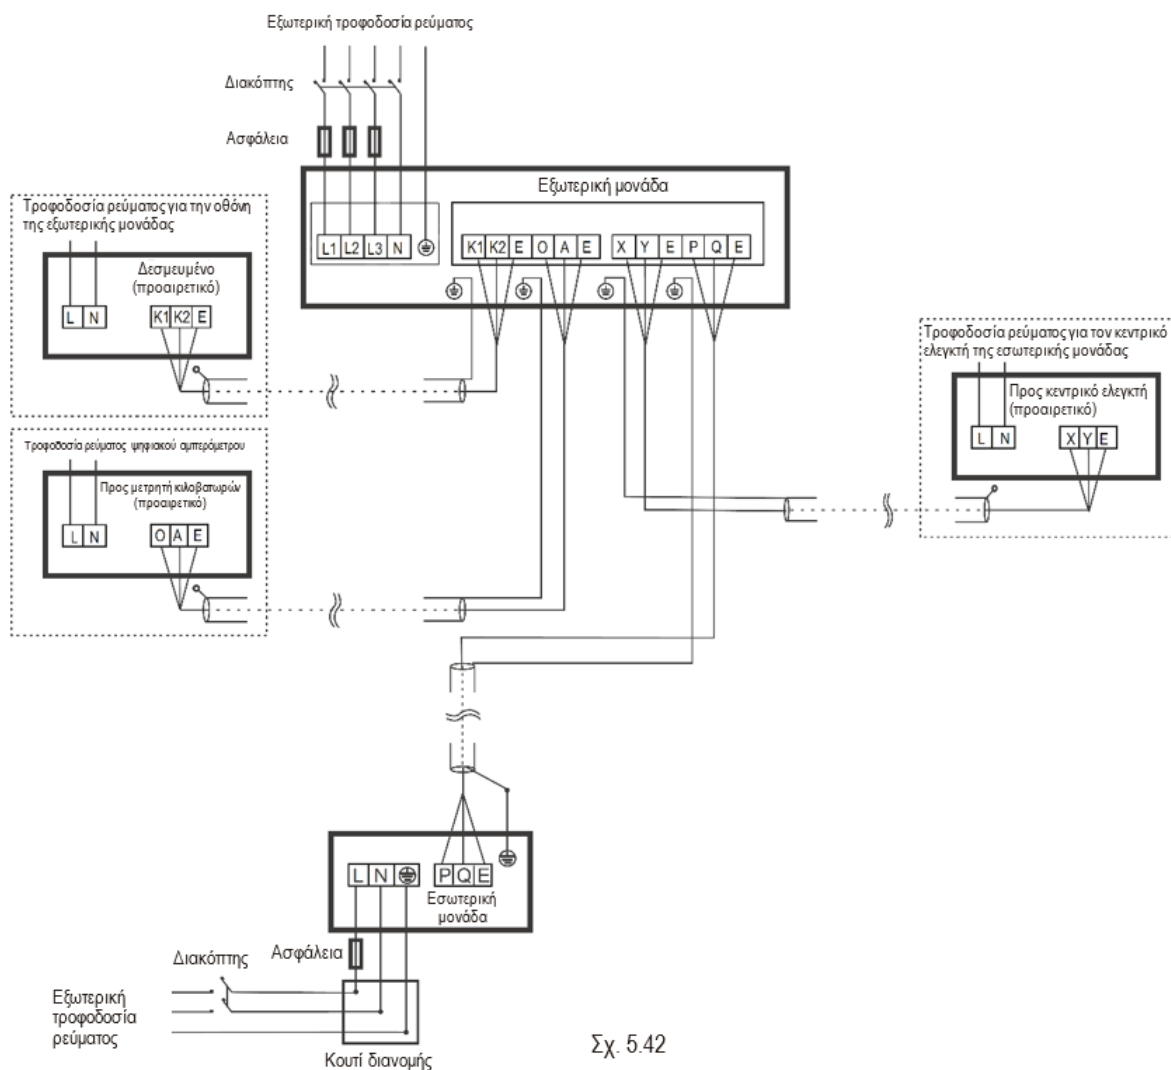 Εξωτερική τροφοδοσία ρεύματος
Διακόπτης
Ασφάλεια
Εξωτερική μονάδα
L1 L2 L3 N
K1 K2 E O A E X Y E P Q E
Τροφοδοσία ρεύματος για την οθόνη
της εξωτερικής μονάδας
Δεσμευμένο
(προαιρετικό)
L N K1 K2 E
Τροφοδοσία ρεύματος ψηφιακού αμπερόμετρου
Προς μετρητή κιλοβατωρών
(προαιρετικό)
L N O A E
Τροφοδοσία ρεύματος για τον κεντρικό
ελεγκτή της εσωτερικής μονάδας
Προς κεντρικό ελεγκτή
(προαιρετικό)
L N X Y E
L N P Q E
Εσωτερική
μονάδα
Ασφάλεια
Διακόπτης
Εξωτερική
τροφοδοσία
ρεύματος
Κουτί διανομής
Σχ. 5.42